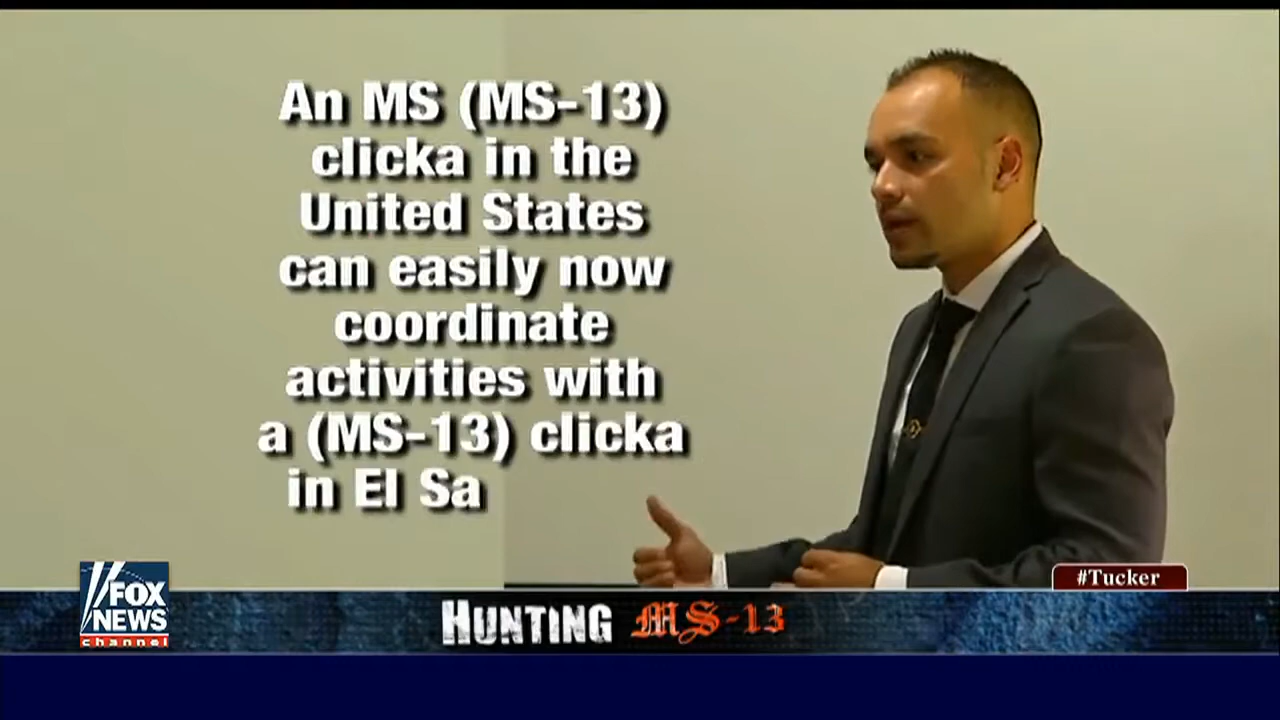 An MS (MS-13)
clicka in the
United States
can easily now
coordinate
activities with
a (MS-13) clicka
in El Sa
#Tucker
FOX
NEWS
channel
HUNTING MS-13